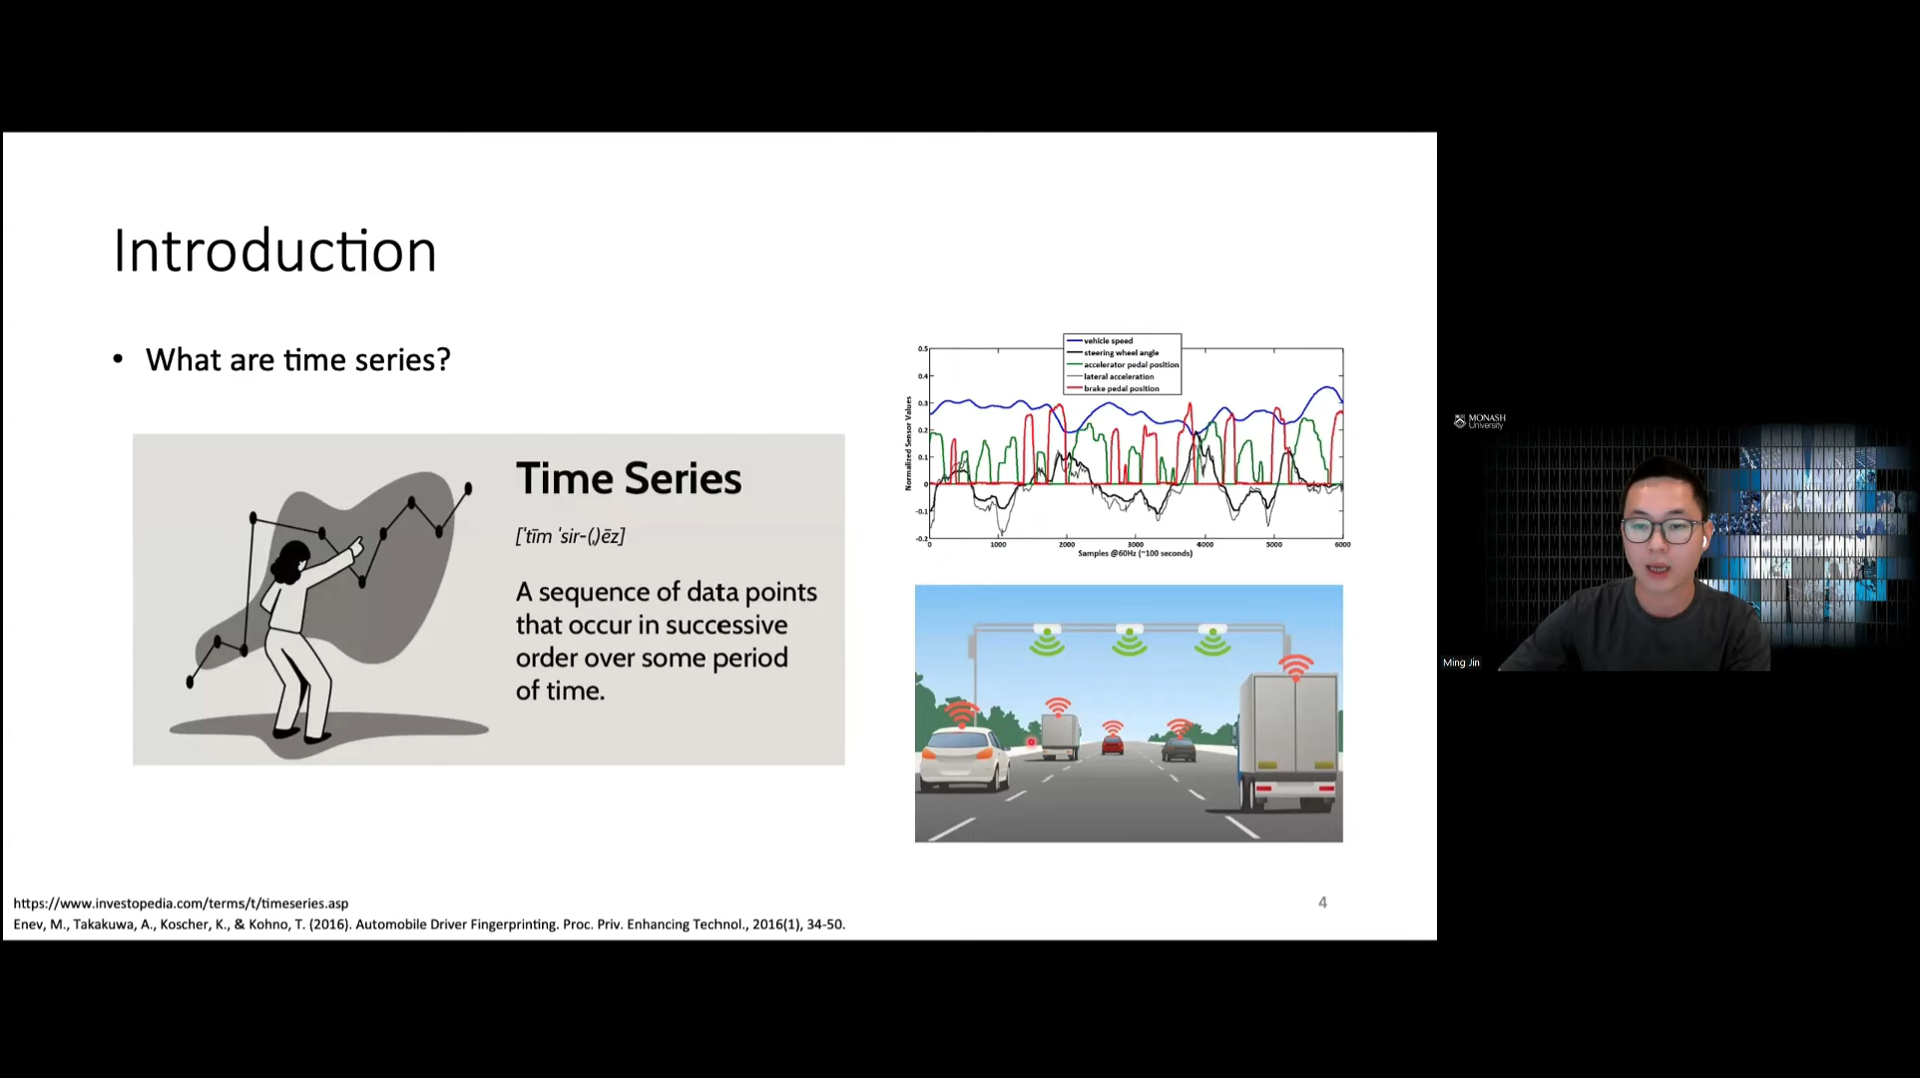 Introduction
• What are time series?
Time Series
['tīm 'sir-(,)ēz]
A sequence of data points
that occur in successive
order over some period
of time.
vehicle speed
steering wheel angle
accelerator pedal position
lateral acceleration
brake pedal position
0.5
0.4
0.3
0.2
0.1
0
-0.1
-0.2
Normalized Sensor Values
0 1000 2000 3000 4000 5000 6000
Samples @60Hz (~100 seconds)
MONASH
University
Ming Jin
https://www.investopedia.com/terms/t/timeseries.asp
4
Enev, M., Takakuwa, A., Koscher, K., & Kohno, T. (2016). Automobile Driver Fingerprinting. Proc. Priv. Enhancing Technol., 2016(1), 34-50.